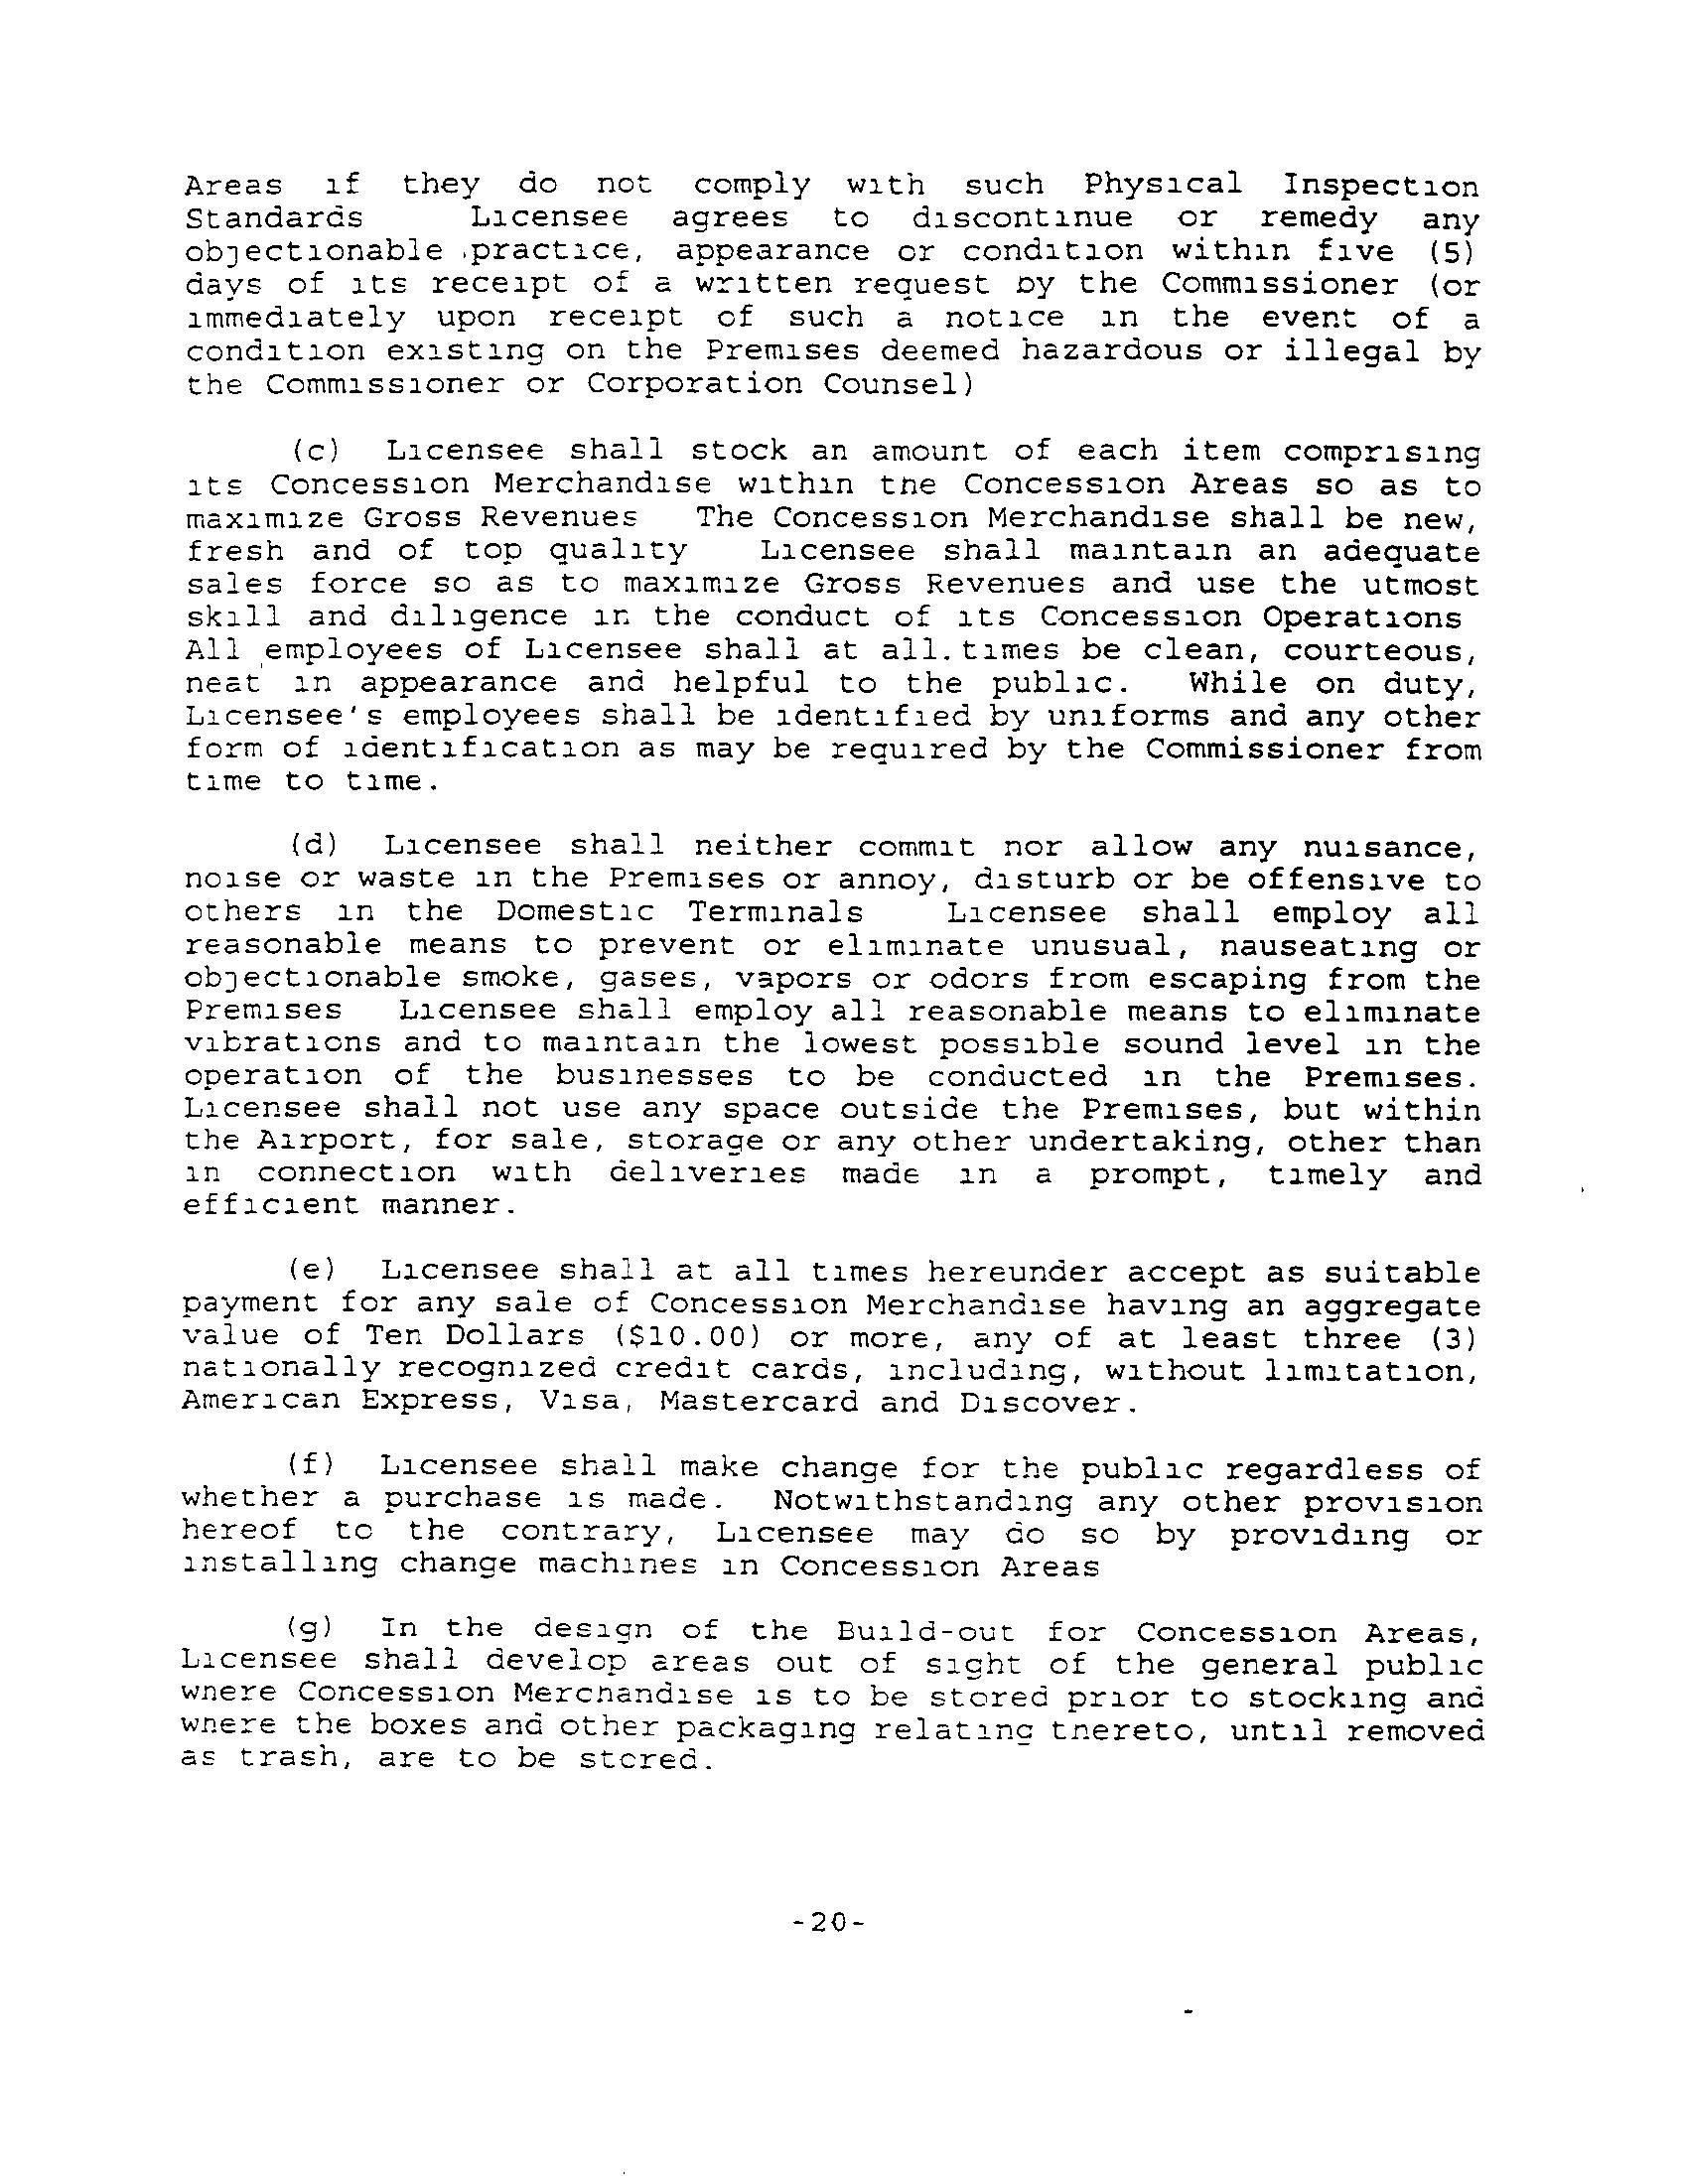 Areas if they do not comply with such Physical Inspection
Standards Licensee agrees to discontinue or remedy any
objectionable practice, appearance or condition within five (5)
days of its receipt of a written request by the Commissioner (or
immediately upon receipt of such a notice in the event of a
condition existing on the Premises deemed hazardous or illegal by
the Commissioner or Corporation Counsel)
(c) Licensee shall stock an amount of each item comprising
its Concession Merchandise within the Concession Areas so as to
maximize Gross Revenues The Concession Merchandise shall be new,
fresh and of top quality Licensee shall maintain an adequate
sales force so as to maximize Gross Revenues and use the utmost
skill and diligence in the conduct of its Concession Operations
All employees of Licensee shall at all times be clean, courteous,
neat in appearance and helpful to the public. While on duty,
Licensee's employees shall be identified by uniforms and any other
form of identification as may be required by the Commissioner from
time to time.
(d) Licensee shall neither commit nor allow any nuisance,
noise or waste in the Premises or annoy, disturb or be offensive to
others in the Domestic Terminals Licensee shall employ all
reasonable means to prevent or eliminate unusual, nauseating or
objectionable smoke, gases, vapors or odors from escaping from the
Premises Licensee shall employ all reasonable means to eliminate
vibrations and to maintain the lowest possible sound level in the
operation of the businesses to be conducted in the Premises.
Licensee shall not use any space outside the Premises, but within
the Airport, for sale, storage or any other undertaking, other than
in connection with deliveries made in a prompt, timely and
efficient manner.
(e) Licensee shall at all times hereunder accept as suitable
payment for any sale of Concession Merchandise having an aggregate
value of Ten Dollars ($10.00) or more, any of at least three (3)
nationally recognized credit cards, including, without limitation,
American Express, Visa, Mastercard and Discover.
(f) Licensee shall make change for the public regardless of
whether a purchase is made. Notwithstanding any other provision
hereof to the contrary, Licensee may do so by providing or
installing change machines in Concession Areas
(g) In the design of the Build-out for Concession Areas,
Licensee shall develop areas out of sight of the general public
where Concession Merchandise is to be stored prior to stocking and
where the boxes and other packaging relating thereto, until removed
as trash, are to be stored.
-20-